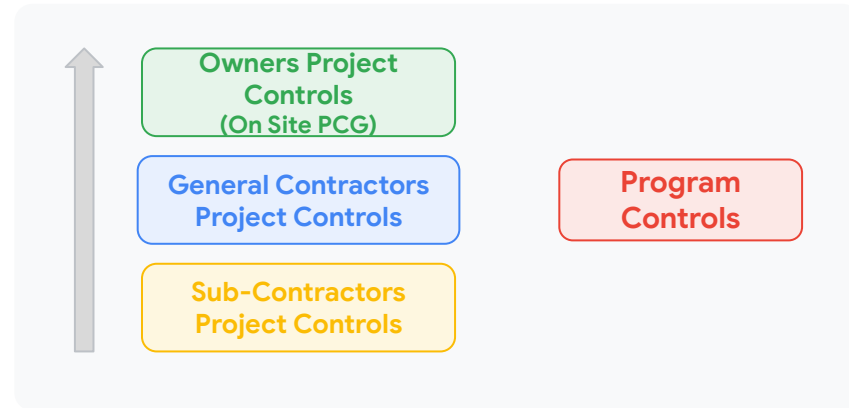 Owners Project
Controls
(On Site PCG)
General Contractors
Project Controls
Program
Controls
Sub-Contractors
Project Controls